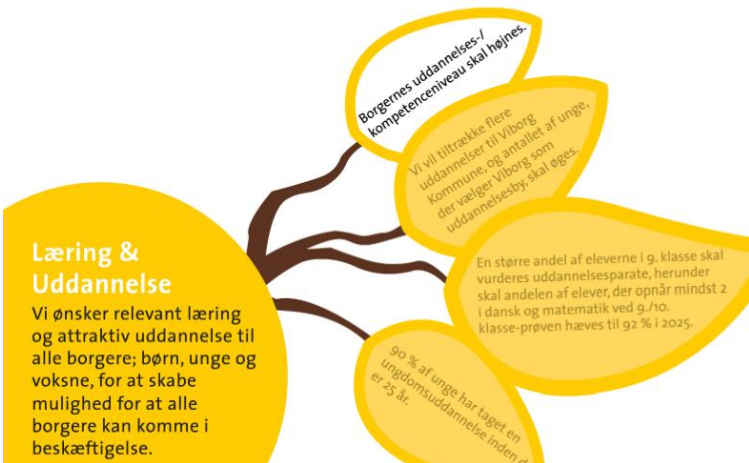 Borgernes uddannelses-/
kompetenceniveau skal højnes.
Vi vil tiltrække flere
uddannelser til Viborg
Kommune, og antallet af unge,
der vælger Viborg som
uddannelsesby, skal øges.
En større andel af eleverne i 9. klasse skal
vurderes uddannelsesparate, herunder
skal andelen af elever, der opnår mindst 2
i dansk og matematik ved 9./10.
klasse-prøven hæves til 92 % i 2025.
90 % af unge har taget en
ungdomsuddannelse inden
er 25 år.
Læring &
Uddannelse
Vi ønsker relevant læring
og attraktiv uddannelse til
alle borgere; børn, unge og
voksne, for at skabe
mulighed for at alle
borgere kan komme i
beskæftigelse.